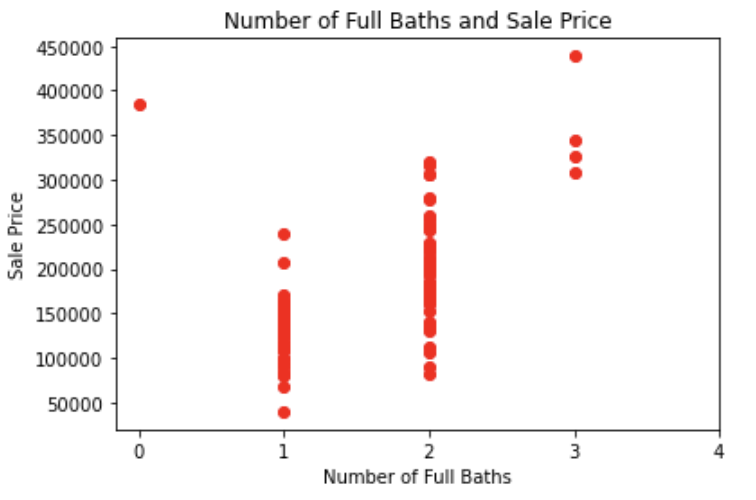 Number of Full Baths and Sale Price
450000
400000
350000
300000
250000
200000
150000
100000
50000
Sale Price
0 1 2 3 4
Number of Full Baths